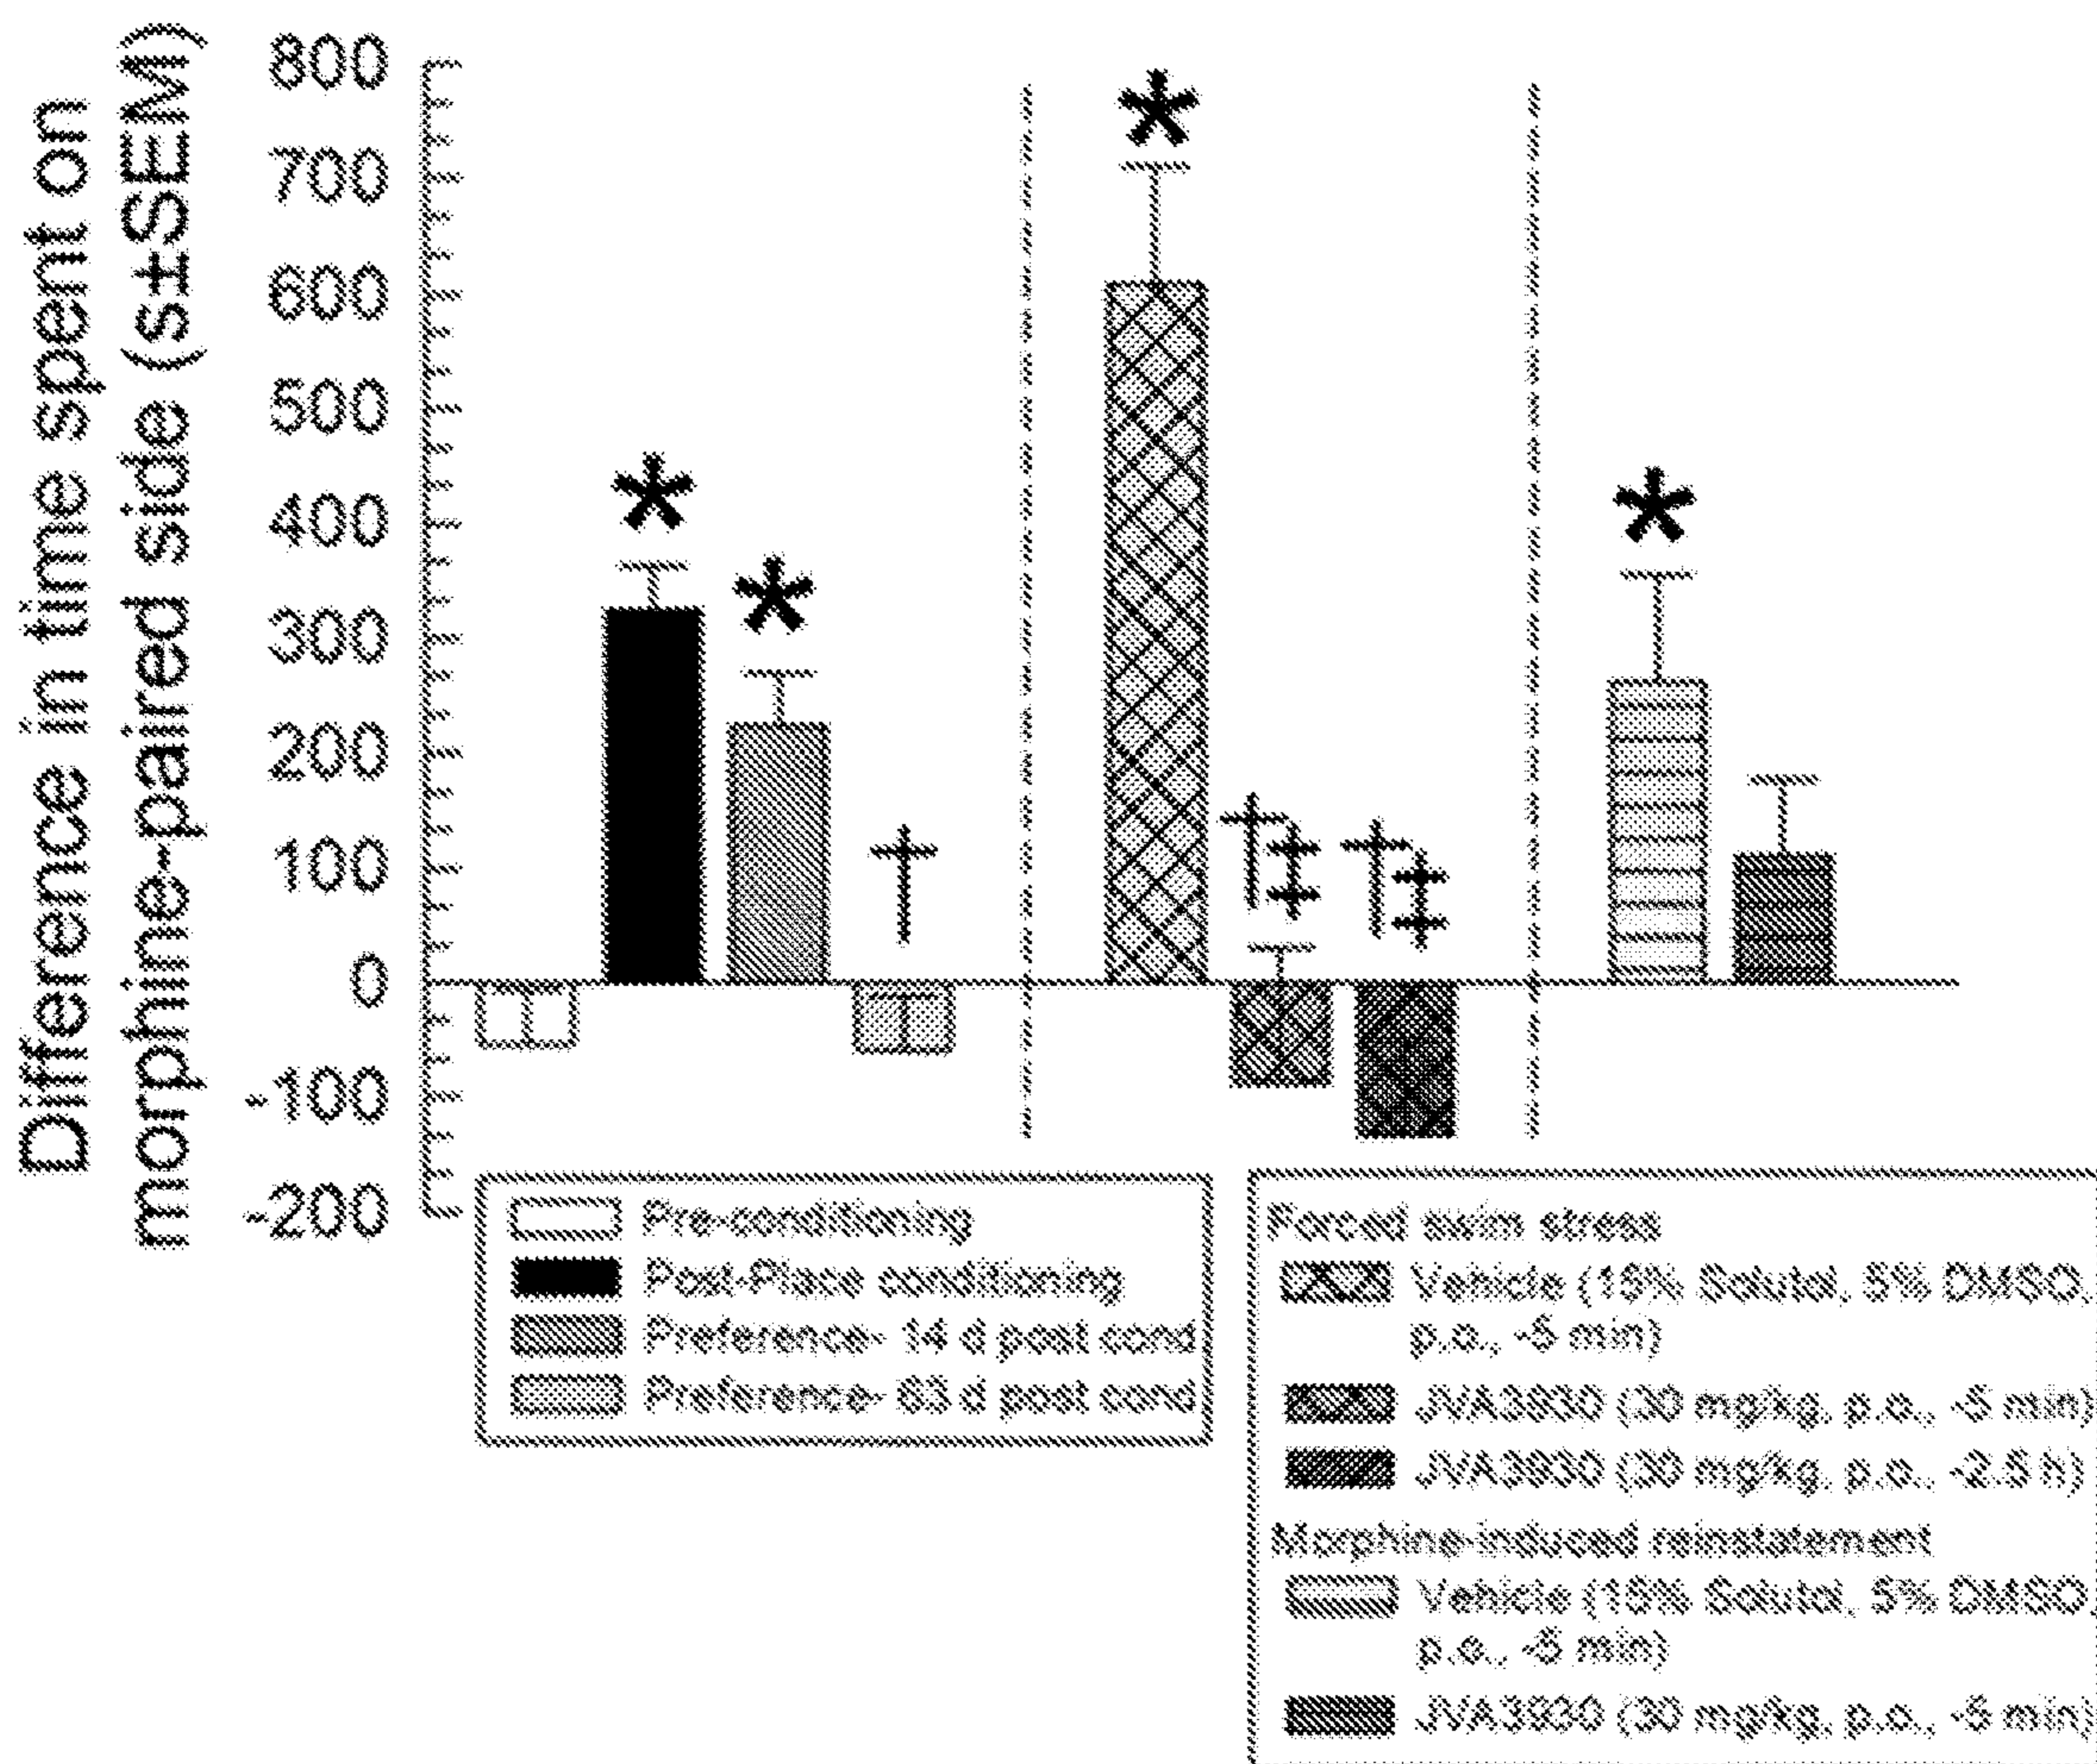 Difference in time spent on
morphine-paired side (s±SEM)
800
700
600
500
400
300
200
100
0
-100
-200
*
*
†
*
†‡
†‡
*
Pre-conditioning
Post-Place conditioning
Preference- 14 d post cond
Preference- 63 d post cond
Forced swim stress
Vehicle (15% Solutol, 5% DMSO,
p.o., -5 min)
JVA3930 (30 mg/kg, p.o., -5 min)
JVA3930 (30 mg/kg, p.o., -2.5 h)
Morphine-induced reinstatement
Vehicle (15% Solutol, 5% DMSO
p.o., -5 min)
JVA3930 (30 mg/kg, p.o., -5 min)